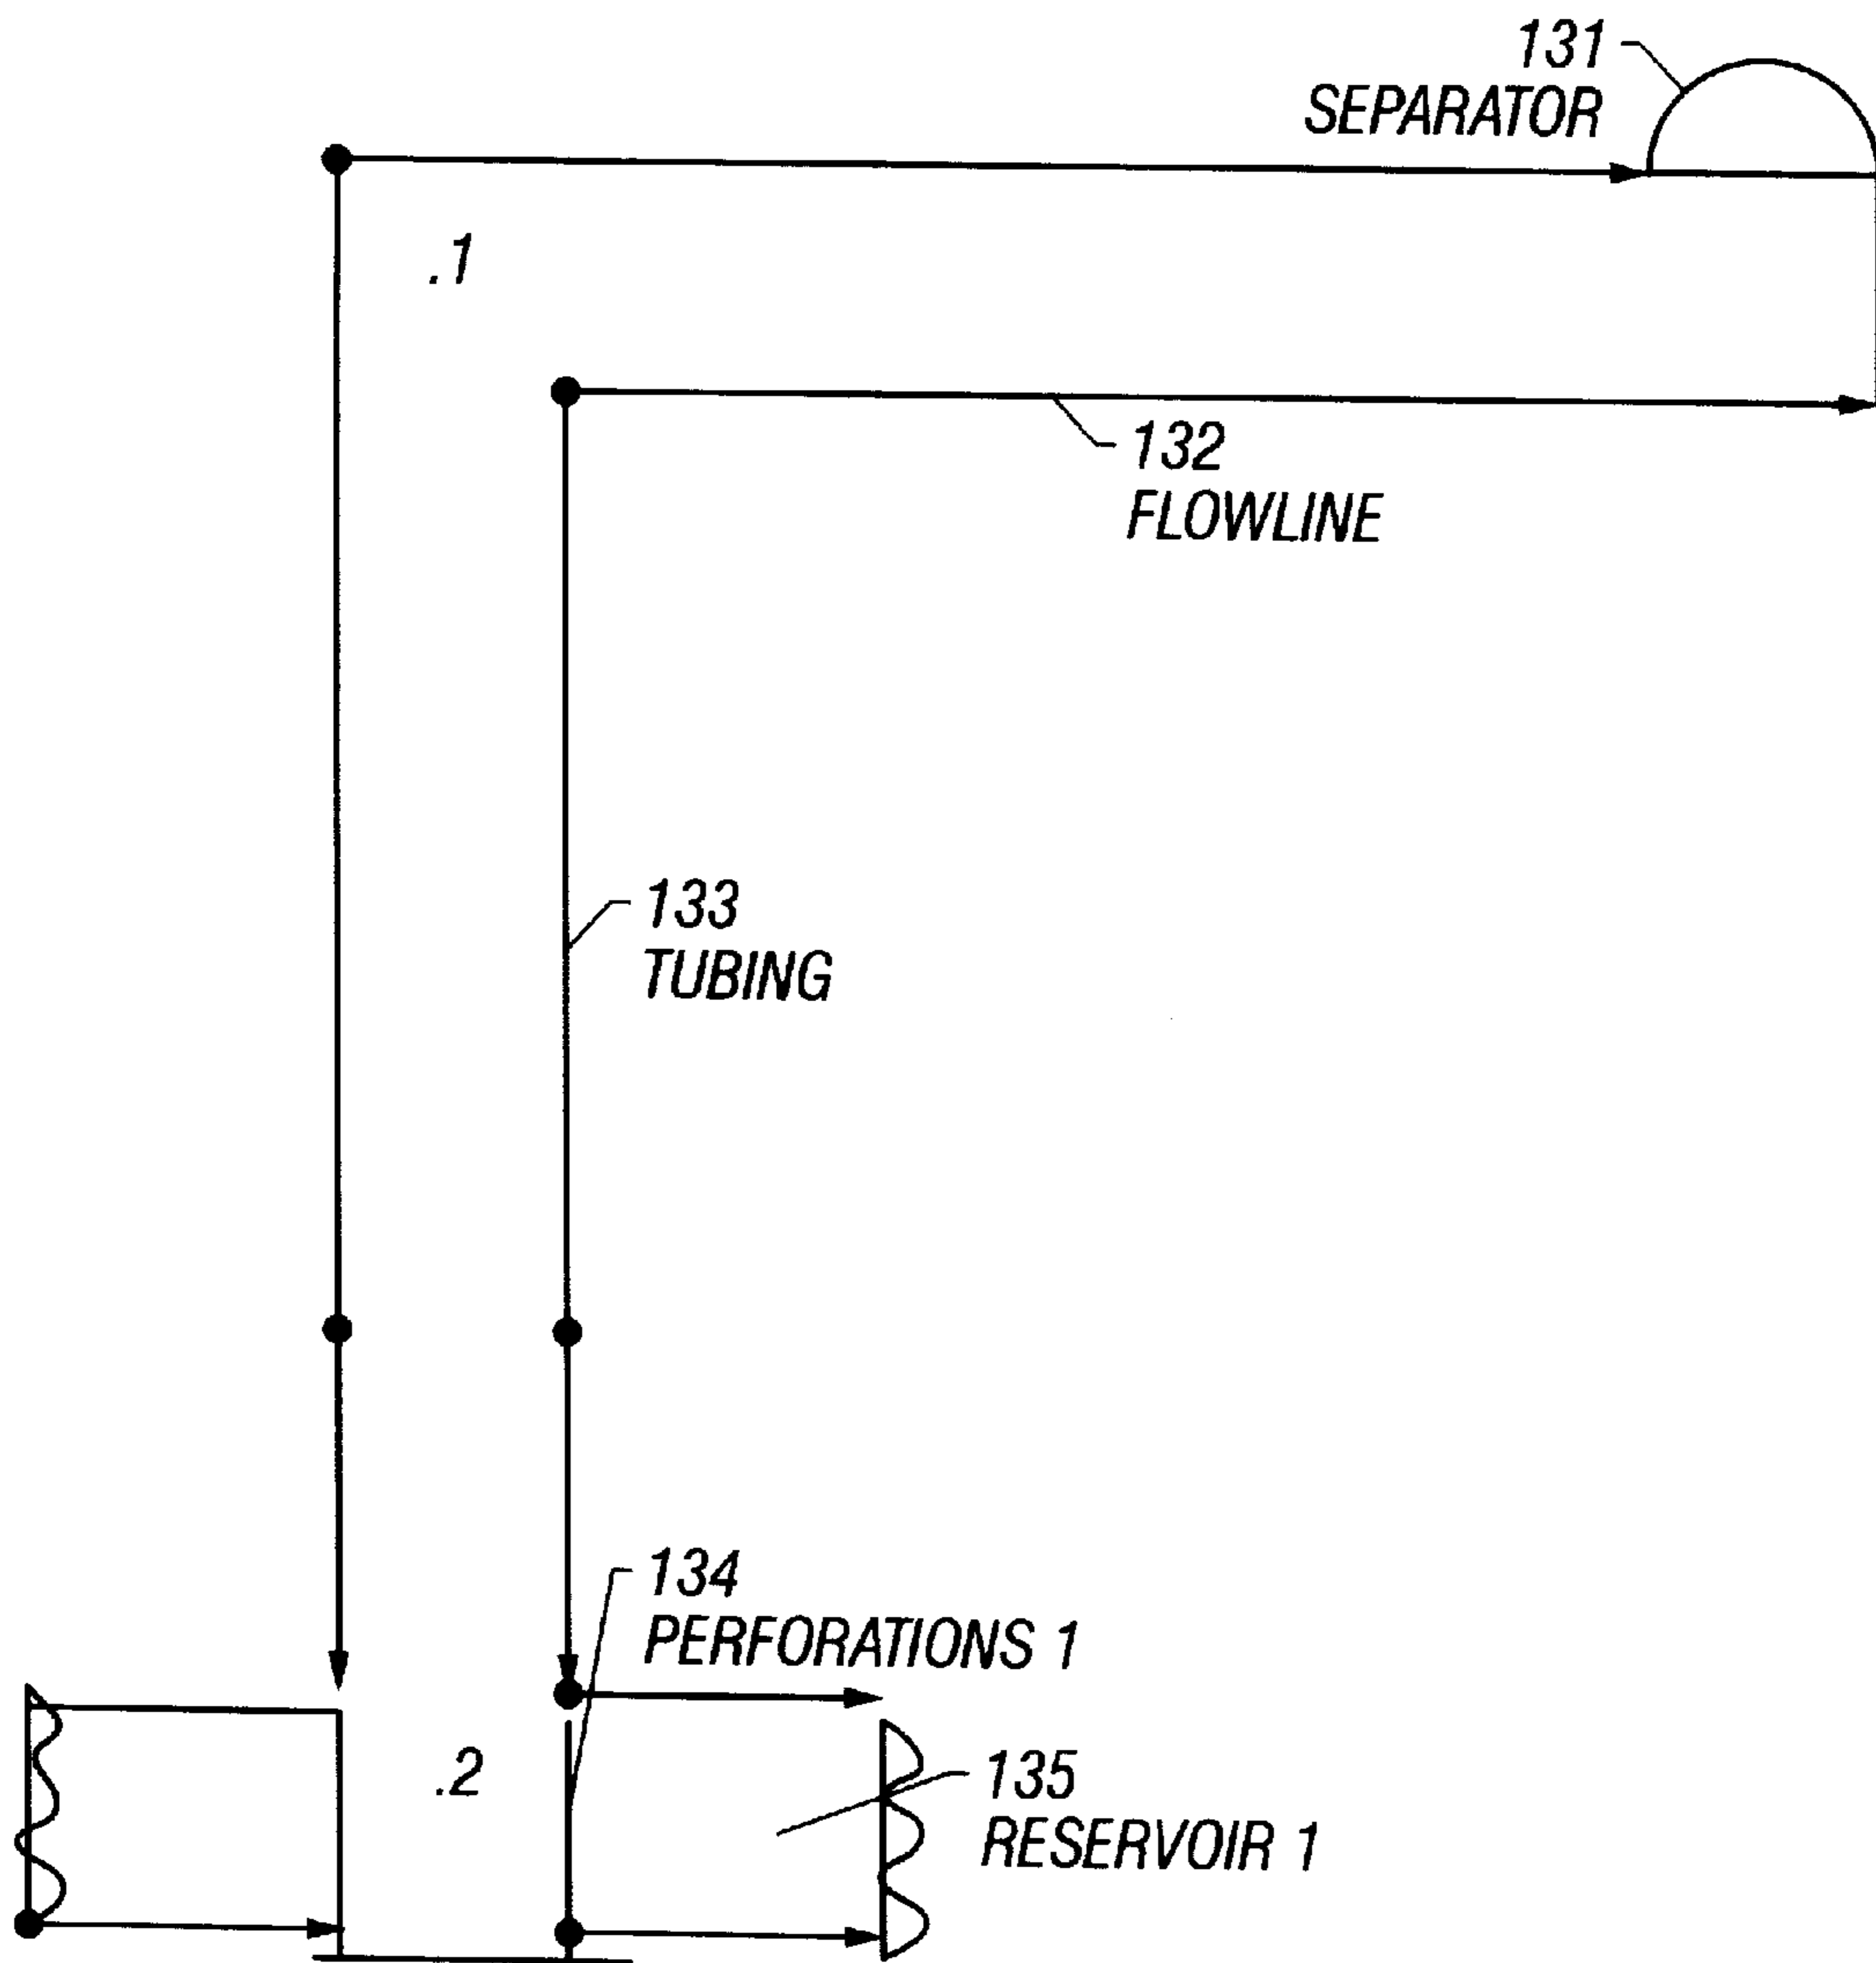 131
SEPARATOR
.1
132
FLOWLINE
133
TUBING
134
PERFORATIONS 1
.2
135
RESERVOIR 1